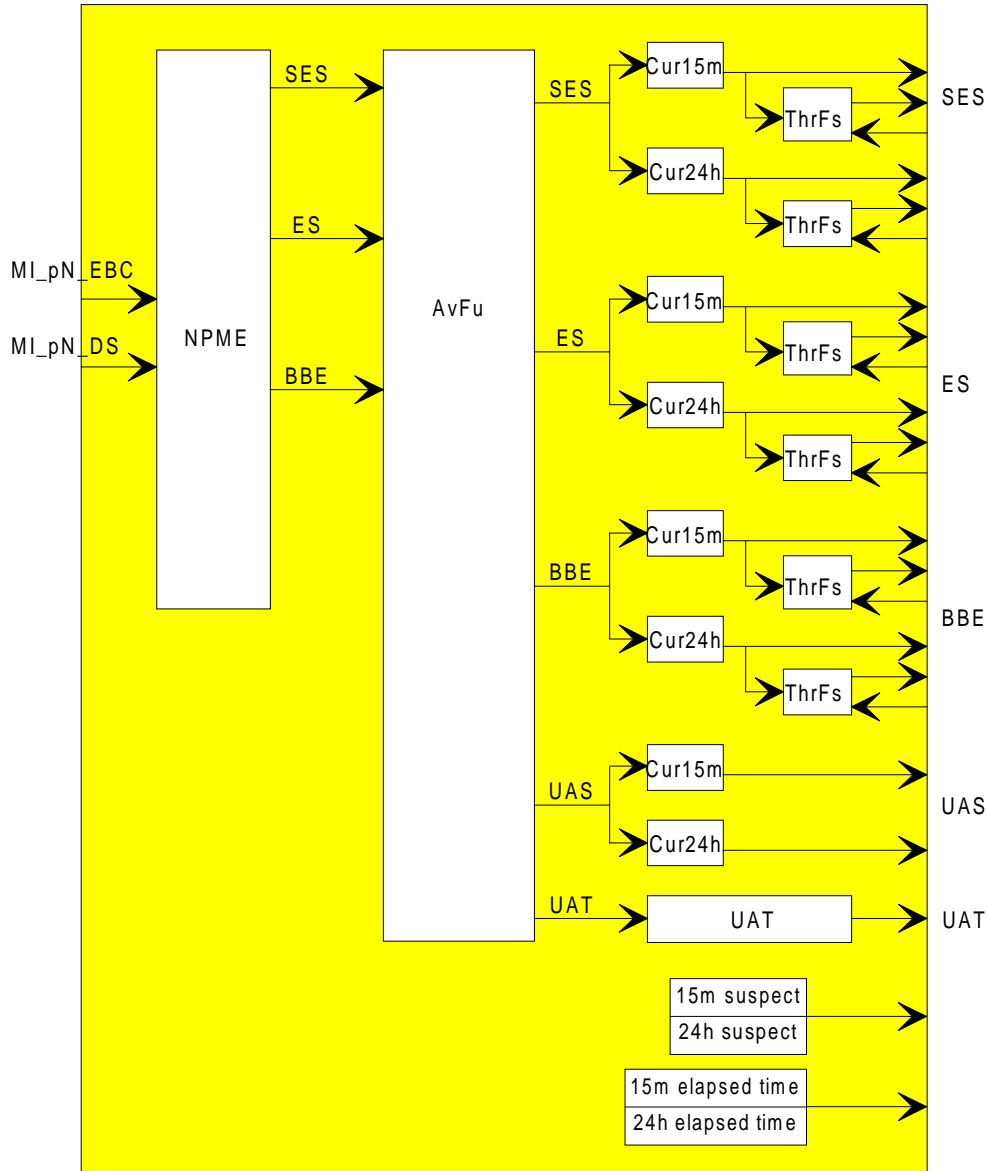 SES
SES
Cur15m
ThrFs
SES
Cur24h
ThrFs
ES
MI_pN_EBC
MI_pN_DS
NPME
AvFu
BBE
ES
Cur15m
ThrFs
ES
Cur24h
ThrFs
BBE
Cur15m
ThrFs
BBE
Cur24h
ThrFs
UAS
Cur15m
UAS
Cur24h
UAT
UAT
UAT
15m suspect
24h suspect
15m elapsed time
24h elapsed time